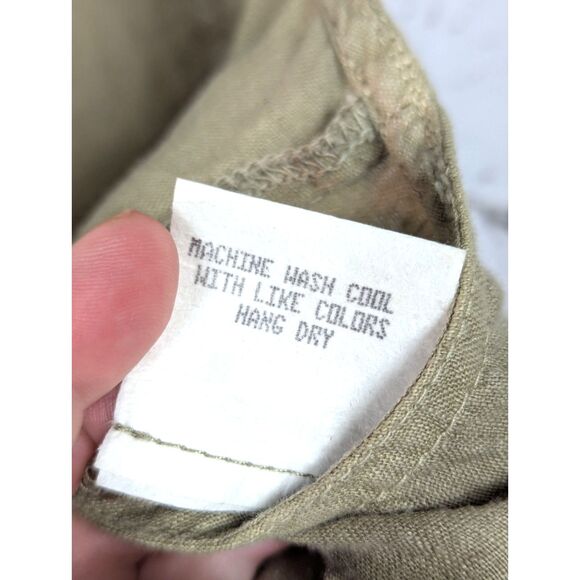 MACHINE WASH COOL
WITH LIKE COLORS
HANG DRY